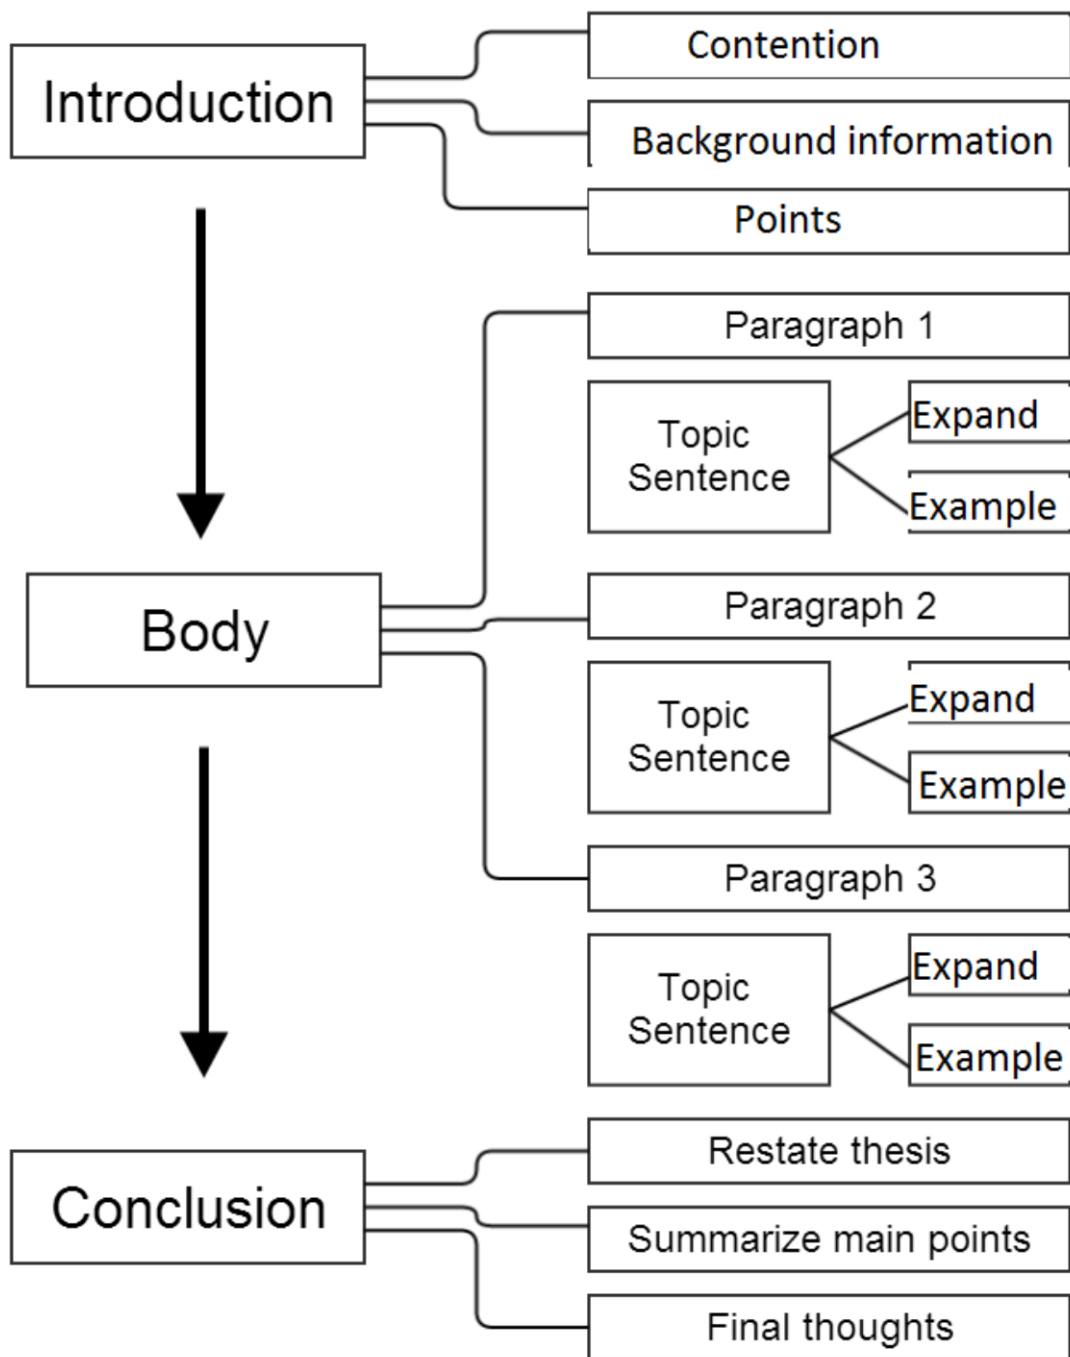 Introduction
Contention
Background information
Points
Body
Paragraph 1
Topic
Sentence
Expand
Example
Paragraph 2
Topic
Sentence
Expand
Example
Paragraph 3
Topic
Sentence
Expand
Example
Conclusion
Restate thesis
Summarize main points
Final thoughts